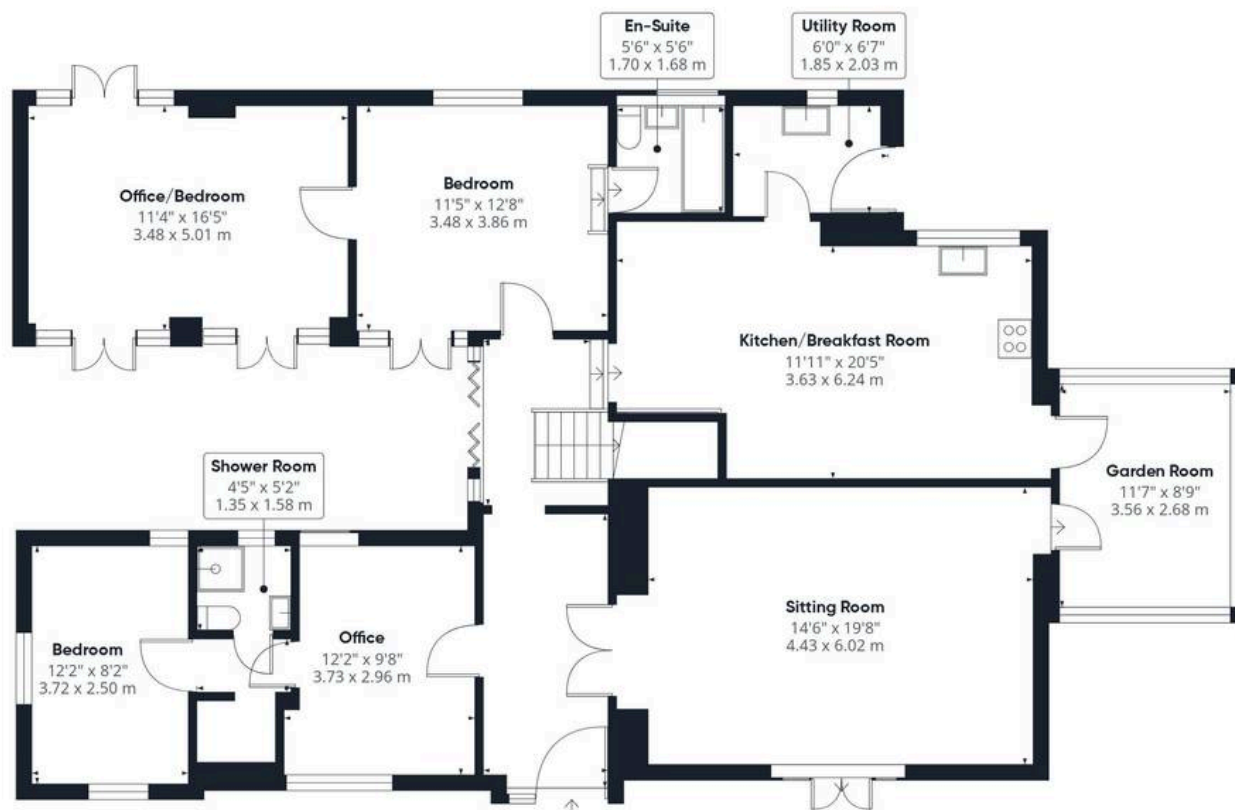 En-Suite
5'6" x 5'6"
1.70 x 1.68 m
Utility Room
6'0" x 6'7"
1.85 x 2.03 m
Office/Bedroom
11'4" x 16'5"
3.48 x 5.01 m
Bedroom
11'5" x 12'8"
3.48 x 3.86 m
Kitchen/Breakfast Room
11'11" x 20'5"
3.63 x 6.24 m
Shower Room
4'5" x 5'2"
1.35 x 1.58 m
Garden Room
11'7" x 8'9"
3.56 x 2.68 m
Bedroom
12'2" x 8'2"
3.72 x 2.50 m
Office
12'2" x 9'8"
3.73 x 2.96 m
Sitting Room
14'6" x 19'8"
4.43 x 6.02 m